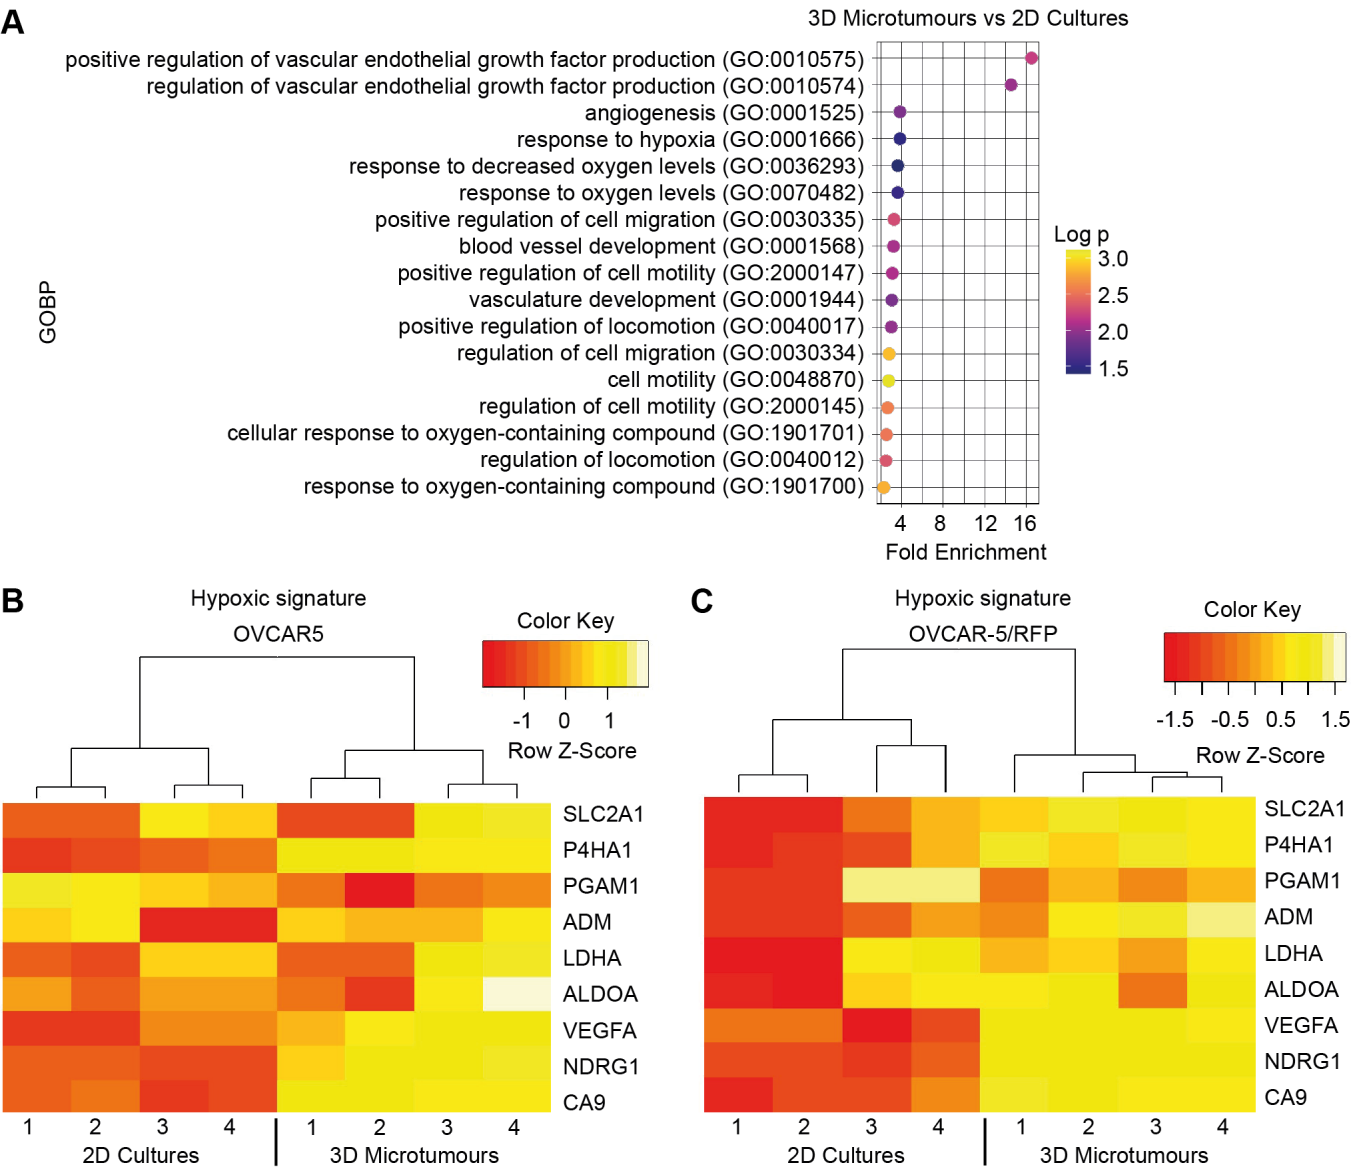 A
3D Microtumours vs 2D Cultures
positive regulation of vascular endothelial growth factor production (GO:0010575)
regulation of vascular endothelial growth factor production (GO:0010574)
angiogenesis (GO:0001525)
response to hypoxia (GO:0001666)
response to decreased oxygen levels (GO:0036293)
response to oxygen levels (GO:0070482)
positive regulation of cell migration (GO:0030335)
blood vessel development (GO:0001568)
positive regulation of cell motility (GO:2000147)
vasculature development (GO:0001944)
positive regulation of locomotion (GO:0040017)
regulation of cell migration (GO:0030334)
cell motility (GO:0048870)
regulation of cell motility (GO:2000145)
cellular response to oxygen-containing compound (GO:1901701)
regulation of locomotion (GO:0040012)
response to oxygen-containing compound (GO:1901700)
GOBP
4 8 12 16
Fold Enrichment
Log p
3.0
2.5
2.0
1.5
B
Hypoxic signature
OVCAR5
Color Key
-1 0 1
Row Z-Score
SLC2A1
P4HA1
PGAM1
ADM
LDHA
ALDOA
VEGFA
NDRG1
CA9
1 2 3 4 1 2 3 4
2D Cultures 3D Microtumours
C
Hypoxic signature
OVCAR-5/RFP
Color Key
-1.5 -0.5 0.5 1.5
Row Z-Score
SLC2A1
P4HA1
PGAM1
ADM
LDHA
ALDOA
VEGFA
NDRG1
CA9
1 2 3 4 1 2 3 4
2D Cultures 3D Microtumours